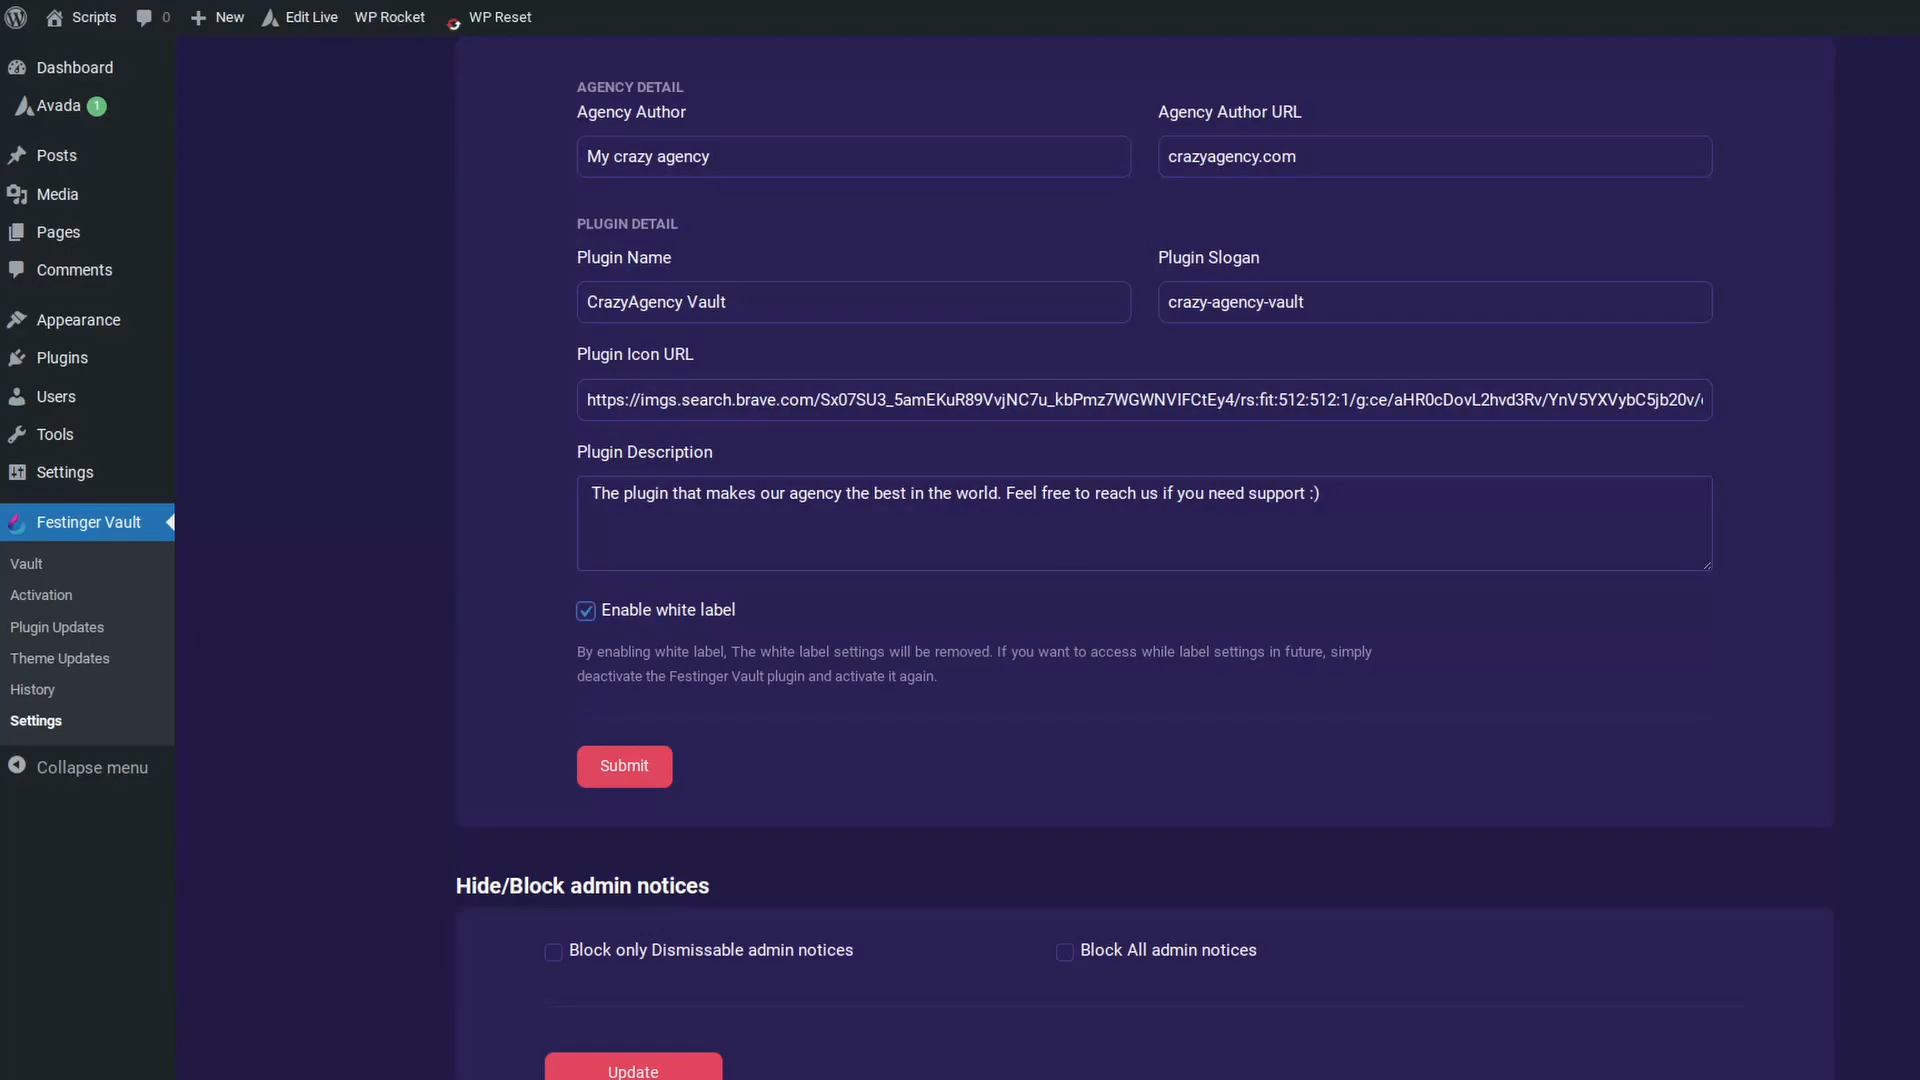 Scripts
0
New
Edit Live
WP Rocket
WP Reset
Dashboard
Avada 1
Posts
Media
Pages
Comments
Appearance
Plugins
Users
Tools
Settings
Festinger Vault
Vault
Activation
Plugin Updates
Theme Updates
History
Settings
Collapse menu
AGENCY DETAIL
Agency Author
Agency Author URL
My crazy agency
crazyagency.com
PLUGIN DETAIL
Plugin Name
Plugin Slogan
CrazyAgency Vault
crazy-agency-vault
Plugin Icon URL
https://imgs.search.brave.com/Sx07SU3_5amEKuR89VvjNC7u_kbPmz7WGWNVIFCtEy4/rs:fit:512:512:1/g:ce/aHR0cDovL2hvd3Rv/YnV5YXVybC5jb20v/
Plugin Description
The plugin that makes our agency the best in the world. Feel free to reach us if you need support :)
Enable white label
By enabling white label, The white label settings will be removed. If you want to access while label settings in future, simply
deactivate the Festinger Vault plugin and activate it again.
Submit
Hide/Block admin notices
Block only Dismissable admin notices
Block All admin notices
Update